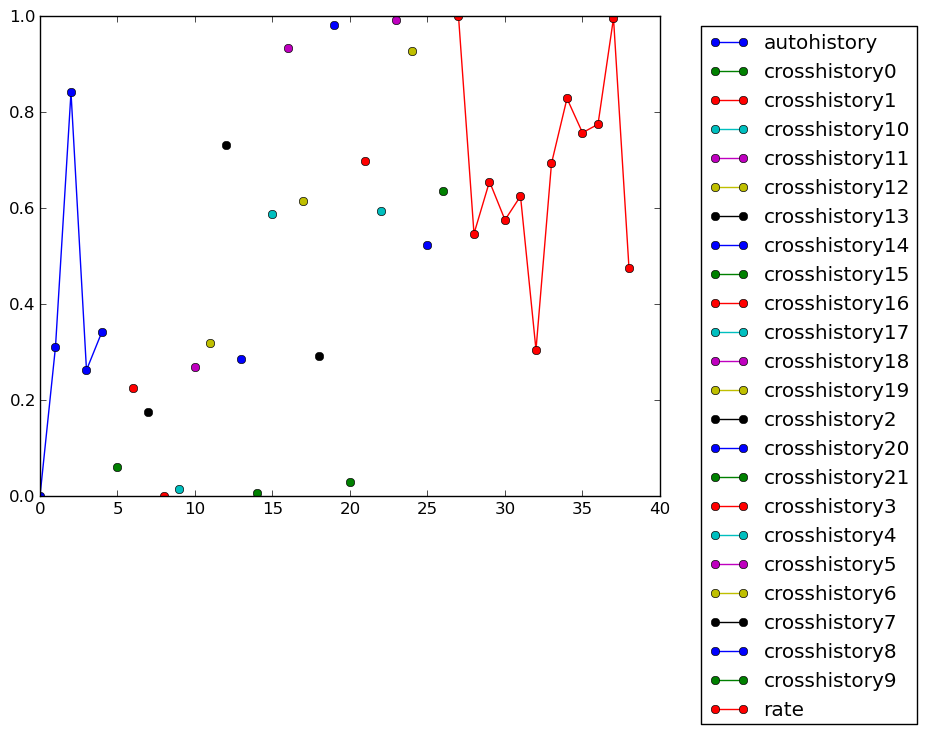 1.0
0.8
0.6
0.4
0.2
0.0
0 5 10 15 20 25 30 35 40
autohistory
crosshistory0
crosshistory1
crosshistory10
crosshistory11
crosshistory12
crosshistory13
crosshistory14
crosshistory15
crosshistory16
crosshistory17
crosshistory18
crosshistory19
crosshistory2
crosshistory20
crosshistory21
crosshistory3
crosshistory4
crosshistory5
crosshistory6
crosshistory7
crosshistory8
crosshistory9
rate